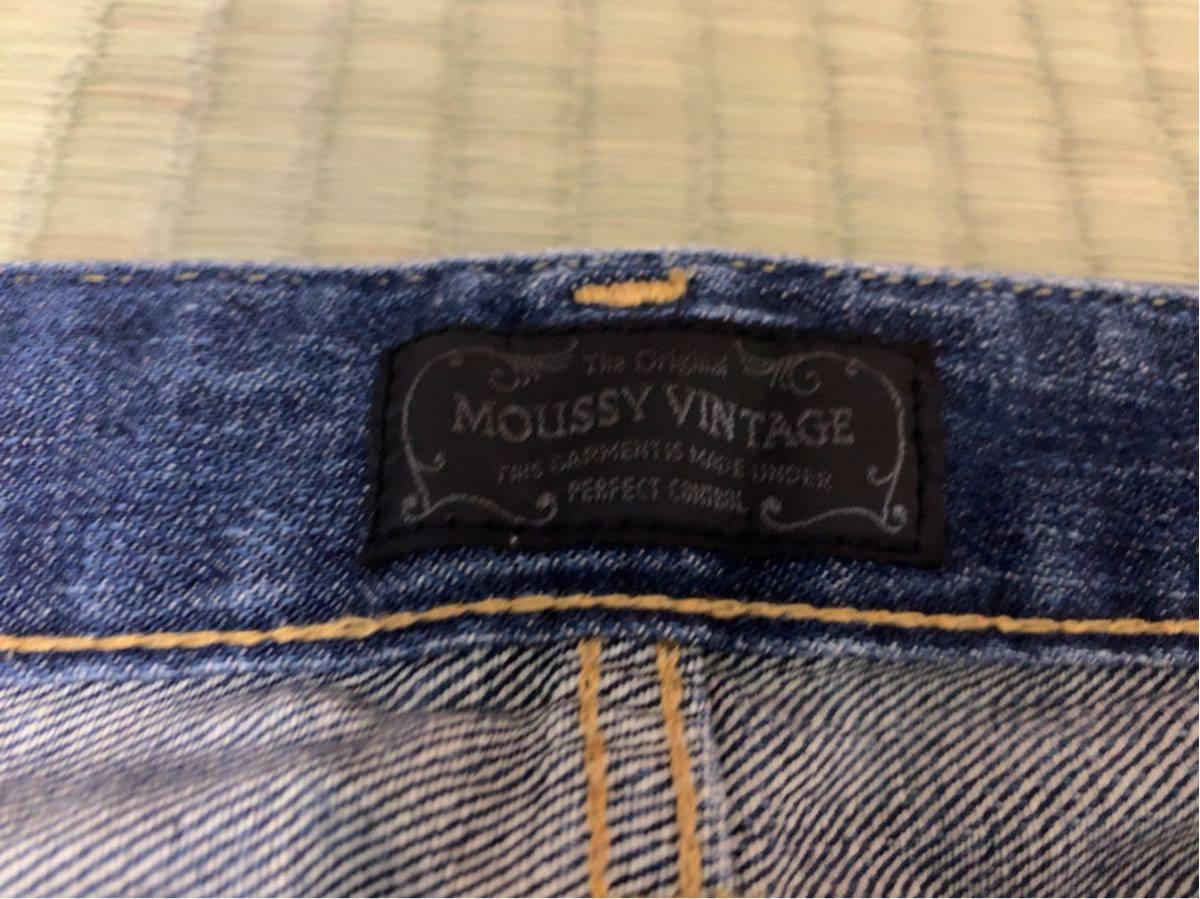 The Original
MOUSSY VINTAGE
THIS GARMENT IS MADE UNDER
PERFECT CONTROL